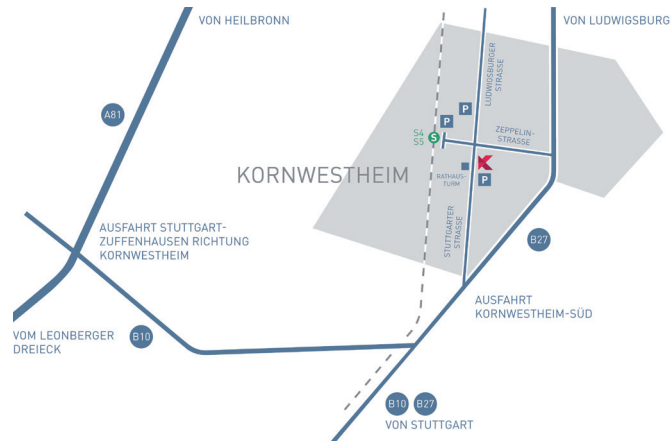 VON HEILBRONN
VON LUDWIGSBURG
LUDWIGSBURGER
STRASSE
A81
P
P
S4
S5
S
ZEPPELIN-
STRASSE
KORNWESTHEIM
RATHAUS-
TURM
P
STUTTGARTER
STRASSE
AUSFAHRT STUTTGART-
ZUFFENHAUSEN RICHTUNG
KORNWESTHEIM
B27
AUSFAHRT
KORNWESTHEIM-SÜD
VOM LEONBERGER
DREIECK
B10
B10 B27
VON STUTTGART